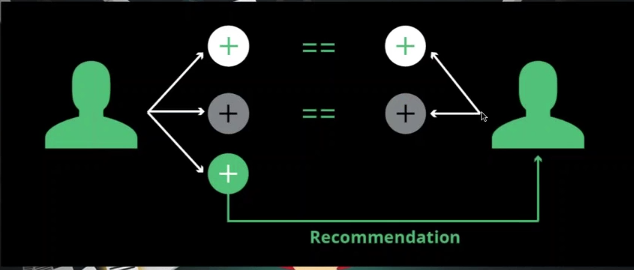 + == +
+ == +
+
Recommendation